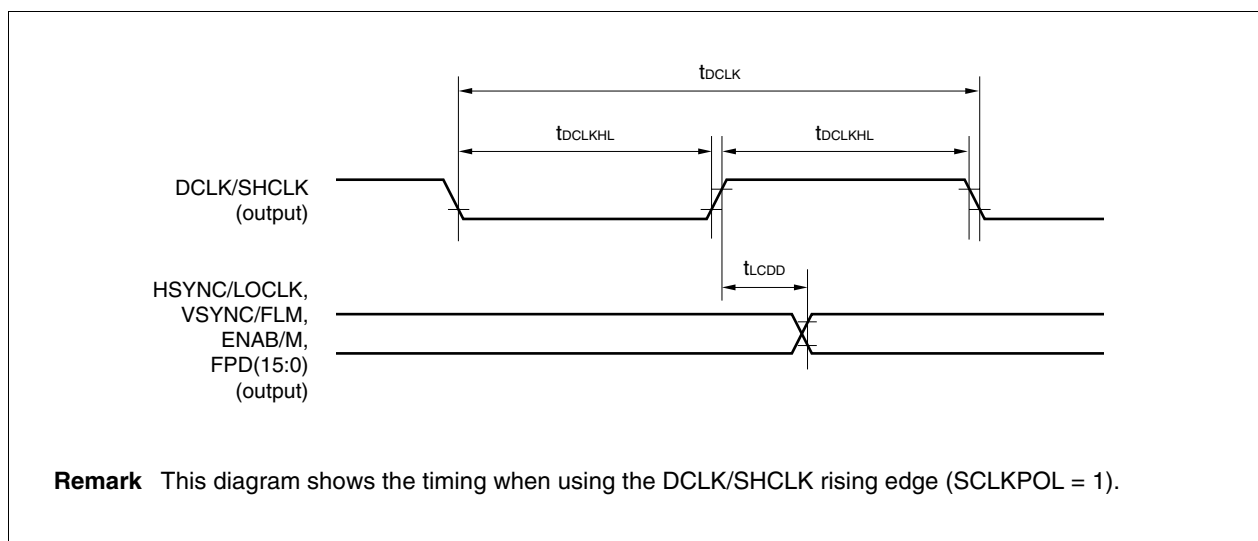 tDCLK
tDCLKHL tDCLKHL
DCLK/SHCLK
(output)
tLCDD
HSYNC/LOCLK,
VSYNC/FLM,
ENAB/M,
FPD(15:0)
(output)
Remark This diagram shows the timing when using the DCLK/SHCLK rising edge (SCLKPOL = 1).